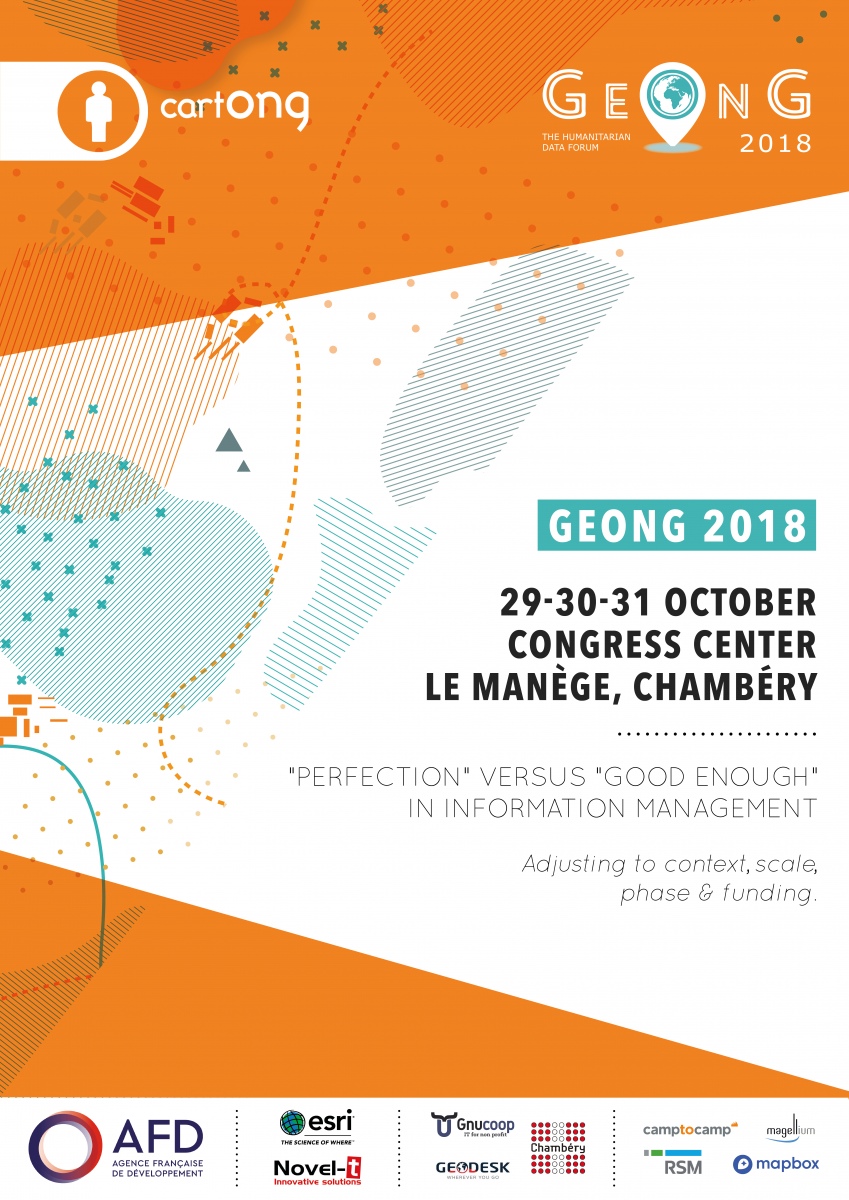 cartONG
GEONG
THE HUMANITARIAN
DATA FORUM
2018
GEONG 2018
29-30-31 OCTOBER
CONGRESS CENTER
LE MANÈGE, CHAMBÉRY
"PERFECTION" VERSUS "GOOD ENOUGH"
IN INFORMATION MANAGEMENT
Adjusting to context, scale,
phase & funding.
AFD
AGENCE FRANÇAISE
DE DÉVELOPPEMENT
esri
THE SCIENCE OF WHERE™
Novel-t
Innovative solutions
Gnucoop
IT for non profit
GEODESK
WHEREVER YOU GO
Chambéry
camptocamp
magellium
RSM
mapbox